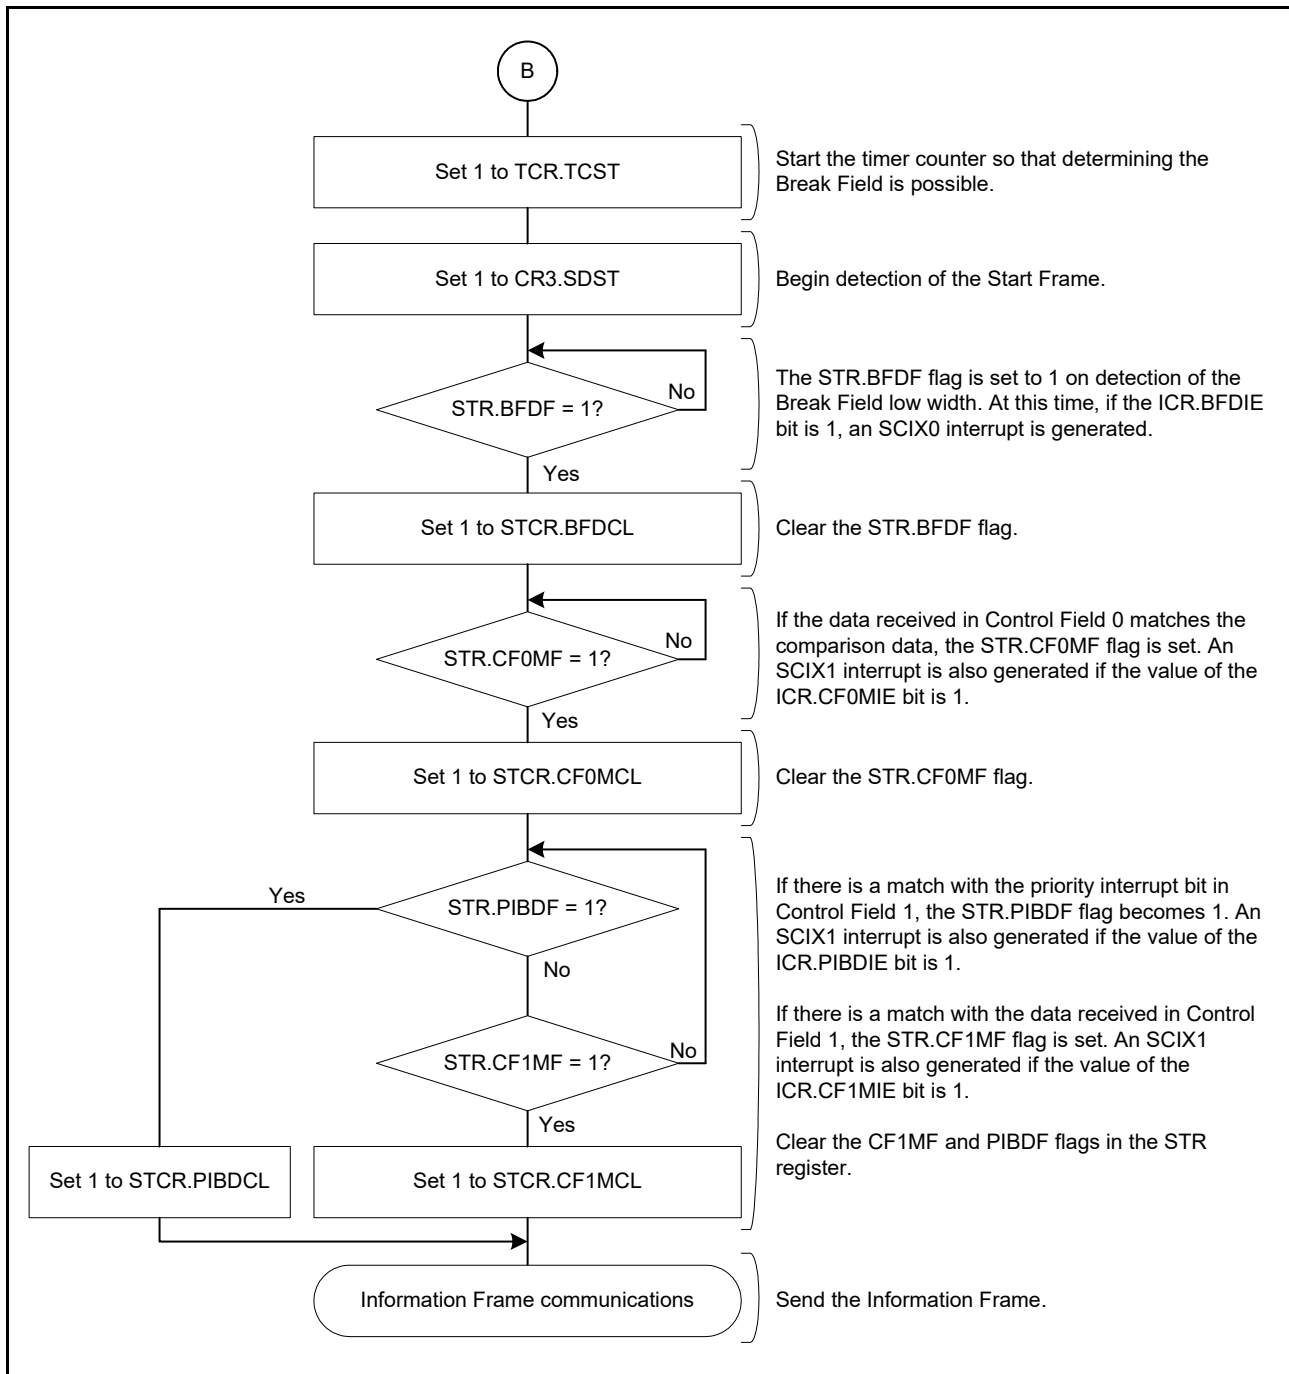 B
Set 1 to TCR.TCST
Start the timer counter so that determining the
Break Field is possible.
Set 1 to CR3.SDST
Begin detection of the Start Frame.
STR.BFDF = 1?
No
Yes
The STR.BFDF flag is set to 1 on detection of the
Break Field low width. At this time, if the ICR.BFDIE
bit is 1, an SCIX0 interrupt is generated.
Set 1 to STCR.BFDCL
Clear the STR.BFDF flag.
STR.CF0MF = 1?
No
Yes
If the data received in Control Field 0 matches the
comparison data, the STR.CF0MF flag is set. An
SCIX1 interrupt is also generated if the value of the
ICR.CF0MIE bit is 1.
Set 1 to STCR.CF0MCL
Clear the STR.CF0MF flag.
Yes
STR.PIBDF = 1?
No
If there is a match with the priority interrupt bit in
Control Field 1, the STR.PIBDF flag becomes 1. An
SCIX1 interrupt is also generated if the value of the
ICR.PIBDIE bit is 1.
STR.CF1MF = 1?
No
Yes
If there is a match with the data received in Control
Field 1, the STR.CF1MF flag is set. An SCIX1
interrupt is also generated if the value of the
ICR.CF1MIE bit is 1.
Set 1 to STCR.PIBDCL
Set 1 to STCR.CF1MCL
Clear the CF1MF and PIBDF flags in the STR
register.
Information Frame communications
Send the Information Frame.